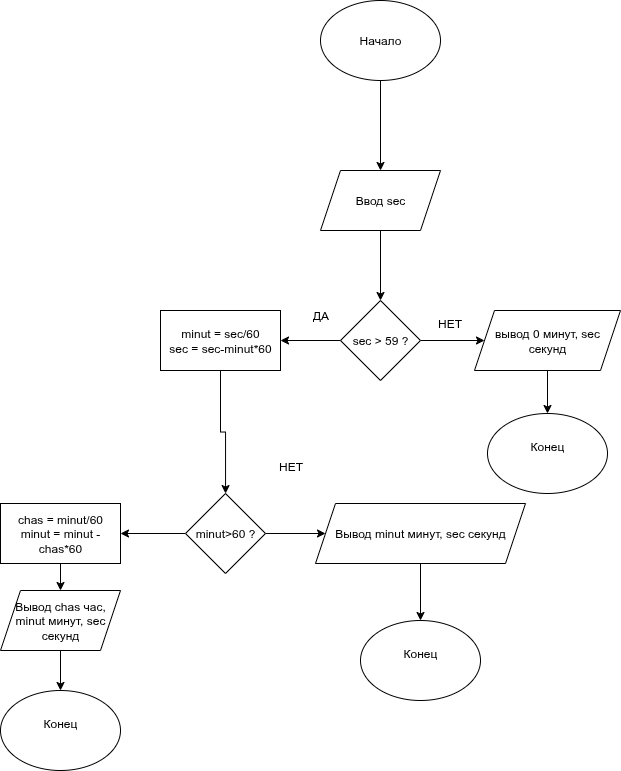 Начало
Ввод sec
ДА
НЕТ
minut = sec/60
sec = sec-minut*60
sec > 59 ?
вывод 0 минут, sec
секунд
Конец
НЕТ
chas = minut/60
minut = minut -
chas*60
minut>60 ?
Вывод minut минут, sec секунд
Вывод chas час,
minut минут, sec
секунд
Конец
Конец